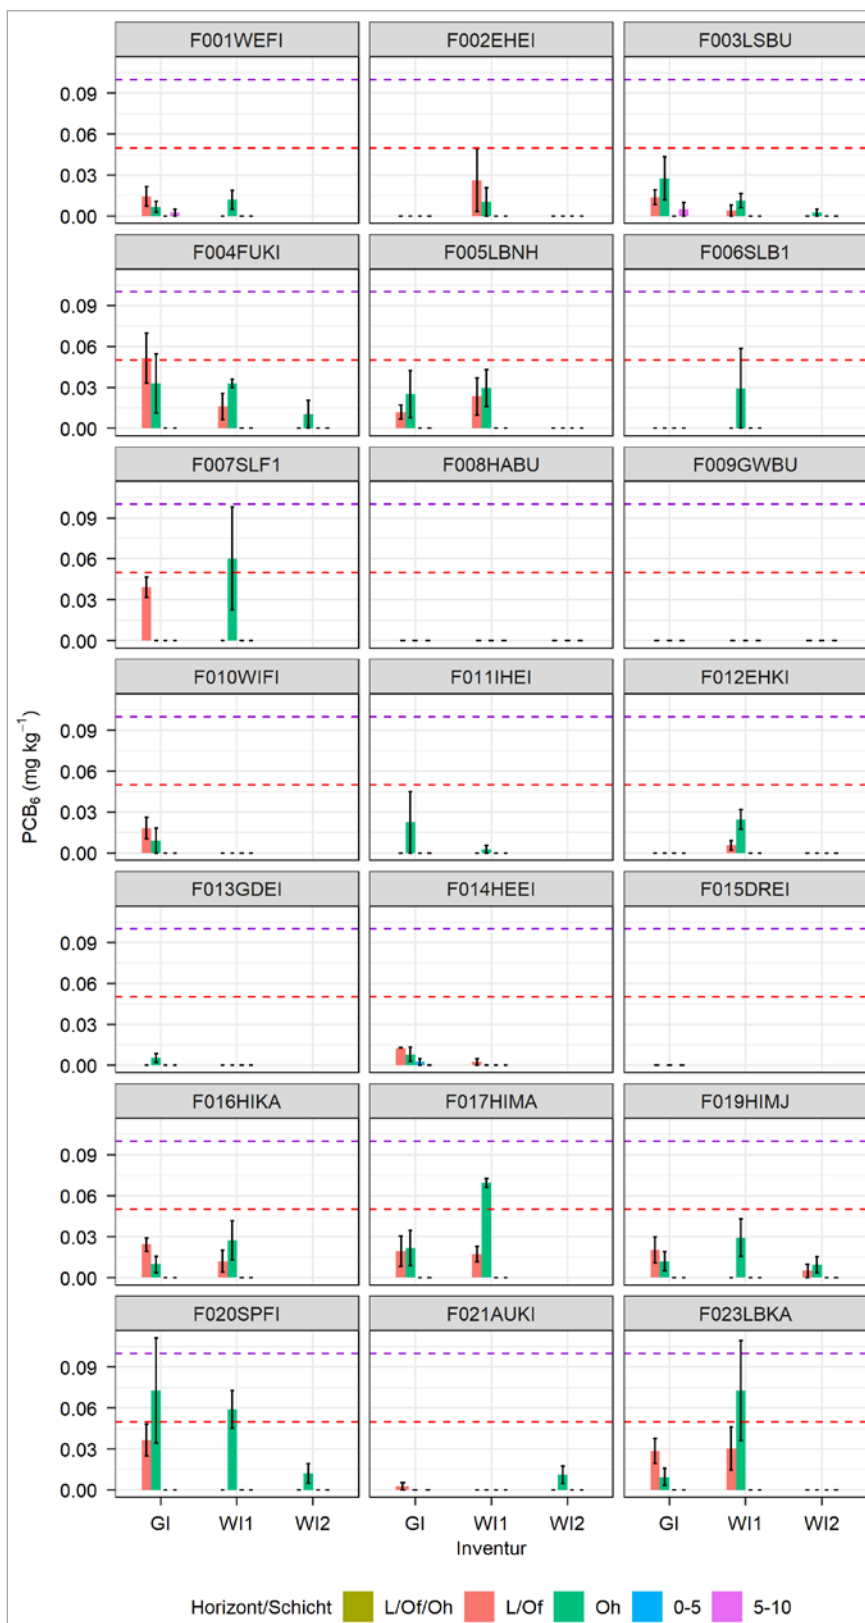 F001WEFI F002EHEI F003LSBU
0.09
0.06
0.03
0.00
F004FUKI F005LBNH F006SLB1
0.09
0.06
0.03
0.00
F007SLF1 F008HABU F009GWBU
0.09
0.06
0.03
0.00
F010WIFI F011IHEI F012EHKI
0.09
0.06
0.03
0.00
F013GDEI F014HEEI F015DREI
0.09
0.06
0.03
0.00
F016HIKA F017HIMA F019HIMJ
0.09
0.06
0.03
0.00
F020SPFI F021AUKI F023LBKA
0.09
0.06
0.03
0.00
PCB₆ (mg kg⁻¹)
GI WI1 WI2 GI WI1 WI2 GI WI1 WI2
Inventur
Horizont/Schicht L/Of/Oh L/Of Oh 0-5 5-10